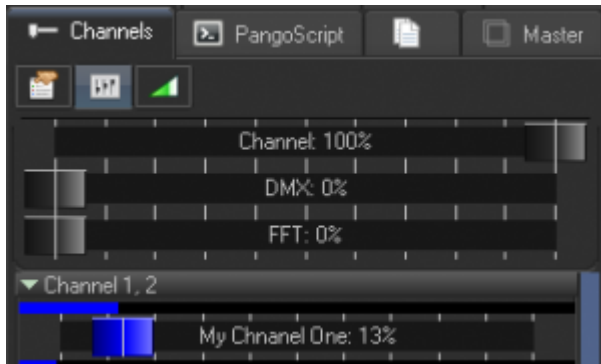 Channels PangoScript Master
Channel: 100%
DMX: 0%
FFT: 0%
Channel 1, 2
My Chnanel One: 13%